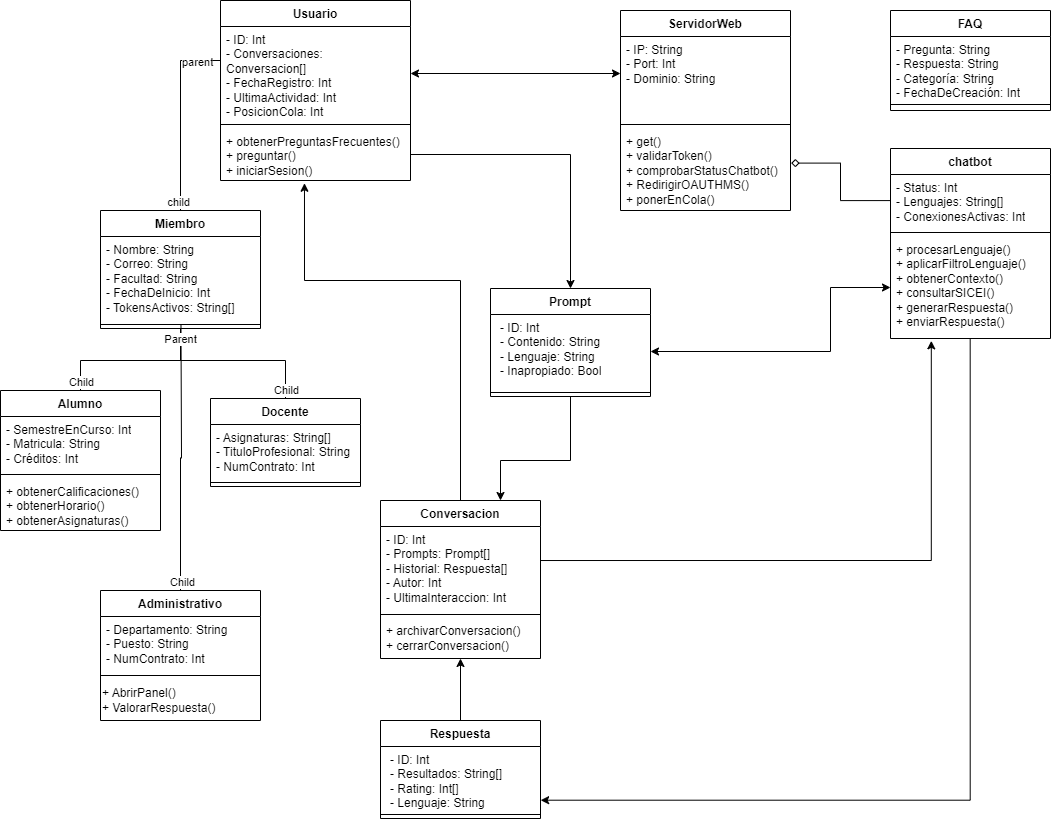 Usuario
- ID: Int
- Conversaciones:
Conversacion[]
- FechaRegistro: Int
- UltimaActividad: Int
- PosicionCola: Int
+ obtenerPreguntasFrecuentes()
+ preguntar()
+ iniciarSesion()
ServidorWeb
- IP: String
- Port: Int
- Dominio: String
+ get()
+ validarToken()
+ comprobarStatusChatbot()
+ RedirigirOAUTHMS()
+ ponerEnCola()
FAQ
- Pregunta: String
- Respuesta: String
- Categoría: String
- FechaDeCreación: Int
chatbot
- Status: Int
- Lenguajes: String[]
- ConexionesActivas: Int
+ procesarLenguaje()
+ aplicarFiltroLenguaje()
+ obtenerContexto()
+ consultarSICEI()
+ generarRespuesta()
+ enviarRespuesta()
parent
child
Miembro
- Nombre: String
- Correo: String
- Facultad: String
- FechaDeInicio: Int
- TokensActivos: String[]
Parent
Prompt
- ID: Int
- Contenido: String
- Lenguaje: String
- Inapropiado: Bool
Child
Alumno
- SemestreEnCurso: Int
- Matricula: String
- Créditos: Int
+ obtenerCalificaciones()
+ obtenerHorario()
+ obtenerAsignaturas()
Child
Docente
- Asignaturas: String[]
- TituloProfesional: String
- NumContrato: Int
Child
Administrativo
- Departamento: String
- Puesto: String
- NumContrato: Int
+ AbrirPanel()
+ ValorarRespuesta()
Conversacion
- ID: Int
- Prompts: Prompt[]
- Historial: Respuesta[]
- Autor: Int
- UltimaInteraccion: Int
+ archivarConversacion()
+ cerrarConversacion()
Respuesta
- ID: Int
- Resultados: String[]
- Rating: Int[]
- Lenguaje: String